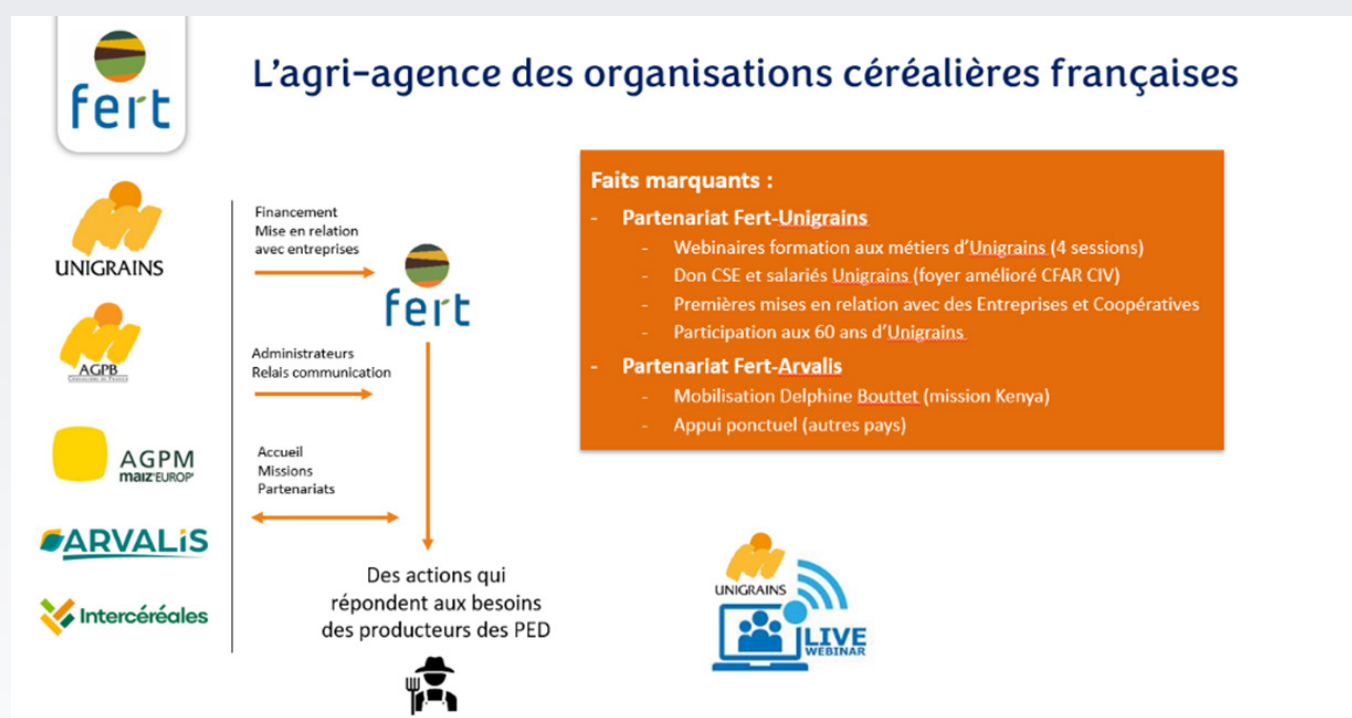 fert
L'agri-agence des organisations céréalières françaises
UNIGRAINS
AGPB
AGPM
maïz'EUROP'
ARVALIS
Intercéréales
Financement
Mise en relation
avec entreprises
fert
Administrateurs
Relais communication
Accueil
Missions
Partenariats
Des actions qui
répondent aux besoins
des producteurs des PED
Faits marquants :
- Partenariat Fert-Unigrains
- Webinaires formation aux métiers d'Unigrains (4 sessions)
- Don CSE et salariés Unigrains (foyer amélioré CFAR CIV)
- Premières mises en relation avec des Entreprises et Coopératives
- Participation aux 60 ans d'Unigrains
- Partenariat Fert-Arvalis
- Mobilisation Delphine Bouttet (mission Kenya)
- Appui ponctuel (autres pays)
UNIGRAINS
LIVE
WEBINAR